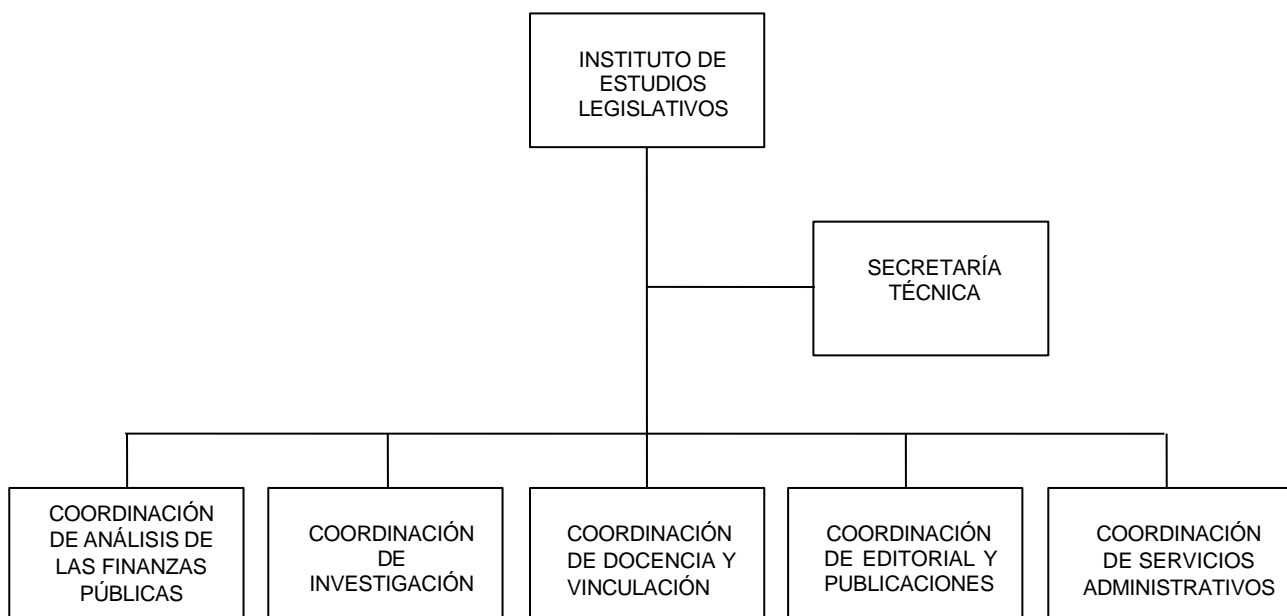 INSTITUTO DE
ESTUDIOS
LEGISLATIVOS
SECRETARÍA
TÉCNICA
COORDINACIÓN
DE ANÁLISIS DE
LAS FINANZAS
PÚBLICAS
COORDINACIÓN
DE
INVESTIGACIÓN
COORDINACIÓN
DE DOCENCIA Y
VINCULACIÓN
COORDINACIÓN
DE EDITORIAL Y
PUBLICACIONES
COORDINACIÓN
DE SERVICIOS
ADMINISTRATIVOS